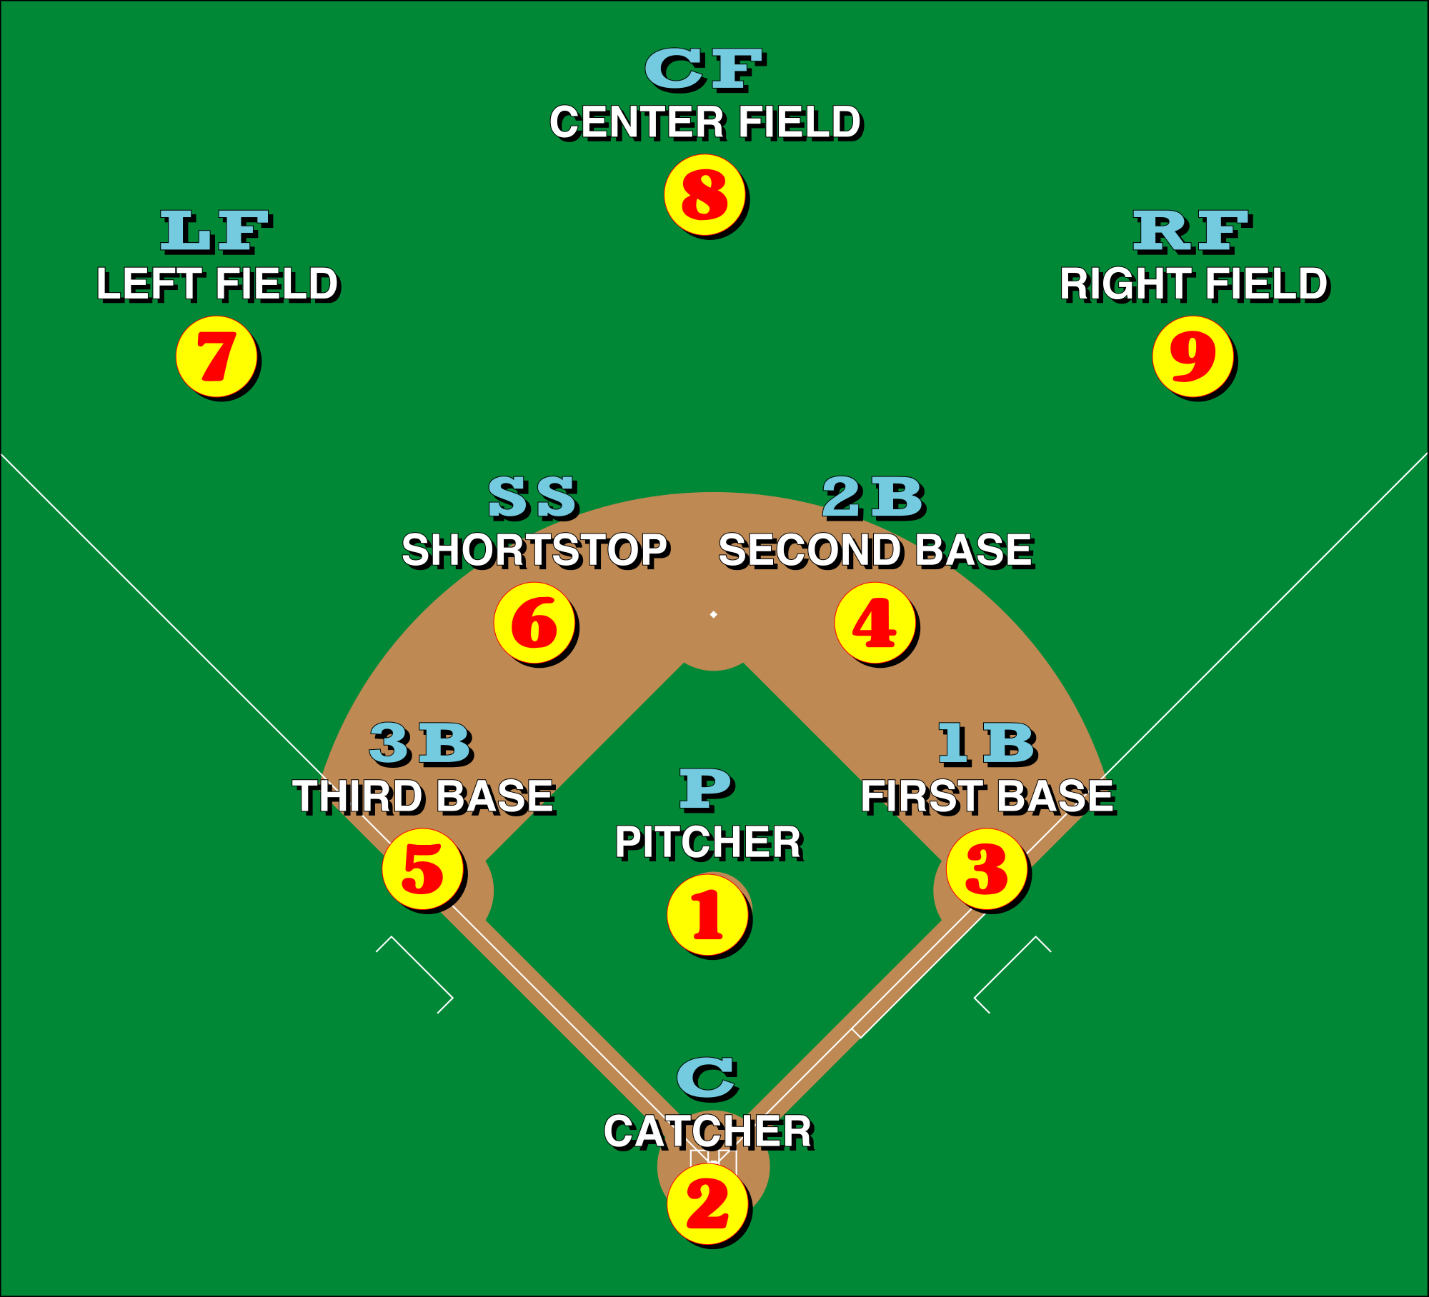 CF
CENTER FIELD
8
LF
LEFT FIELD
7
RF
RIGHT FIELD
9
SS
SHORTSTOP
6
2B
SECOND BASE
4
3B
THIRD BASE
5
P
PITCHER
1
1B
FIRST BASE
3
C
CATCHER
2